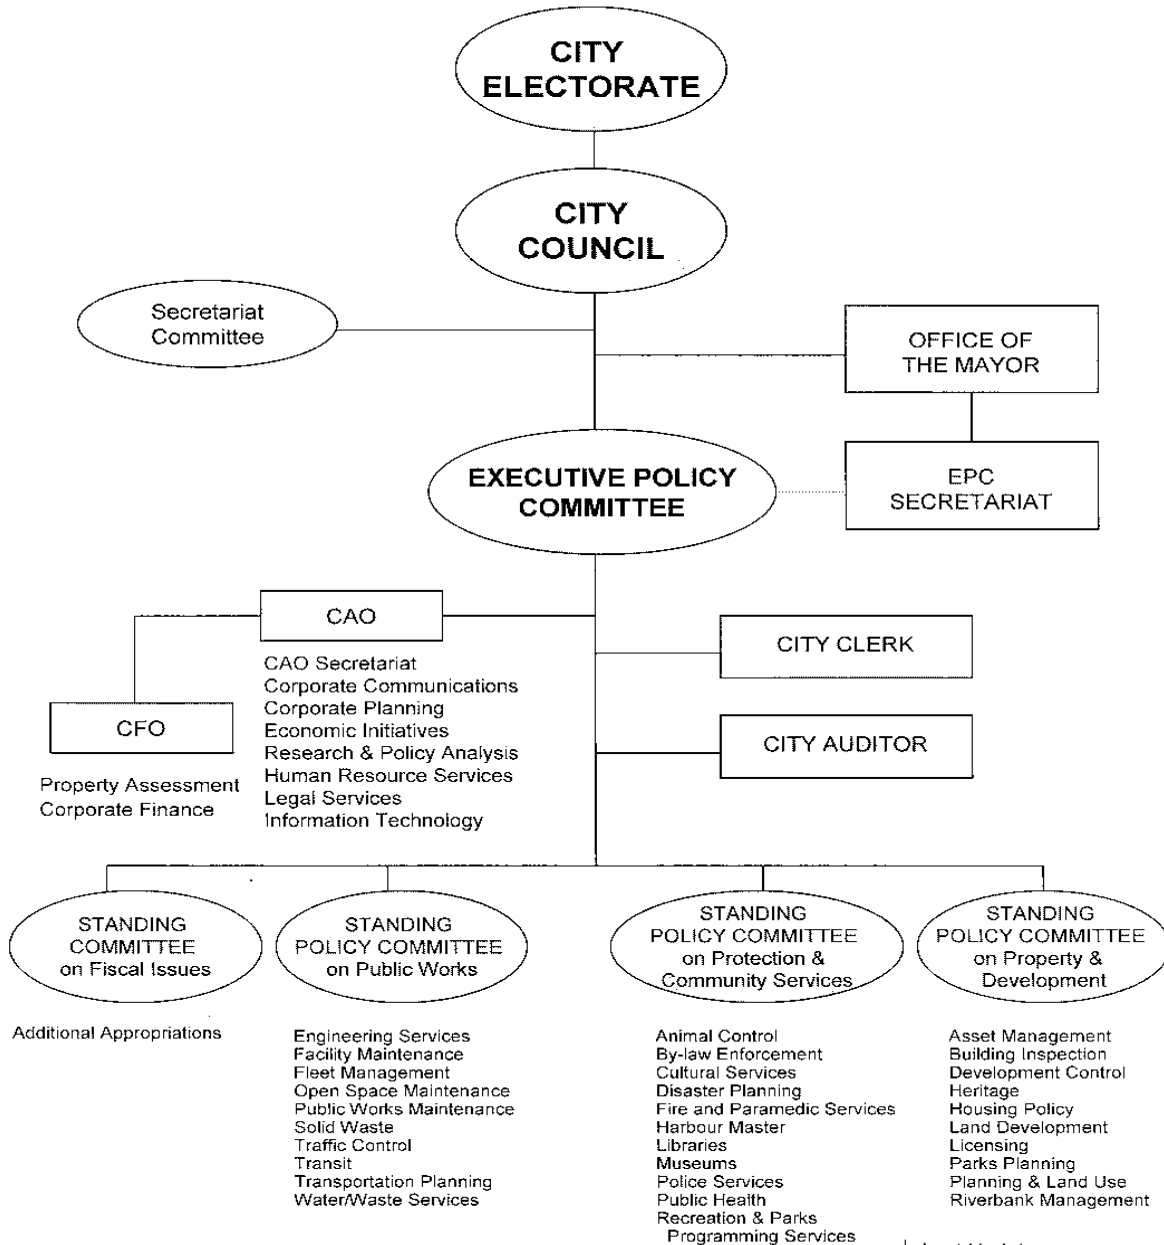 CITY
ELECTORATE
CITY
COUNCIL
Secretariat
Committee
OFFICE OF
THE MAYOR
EXECUTIVE POLICY
COMMITTEE
EPC
SECRETARIAT
CAO
CAO Secretariat
Corporate Communications
Corporate Planning
Economic Initiatives
Research & Policy Analysis
Human Resource Services
Legal Services
Information Technology
CFO
Property Assessment
Corporate Finance
CITY CLERK
CITY AUDITOR
STANDING
COMMITTEE
on Fiscal Issues
Additional Appropriations
STANDING
POLICY COMMITTEE
on Public Works
Engineering Services
Facility Maintenance
Fleet Management
Open Space Maintenance
Public Works Maintenance
Solid Waste
Traffic Control
Transit
Transportation Planning
Water/Waste Services
STANDING
POLICY COMMITTEE
on Protection &
Community Services
Animal Control
By-law Enforcement
Cultural Services
Disaster Planning
Fire and Paramedic Services
Harbour Master
Libraries
Museums
Police Services
Public Health
Recreation & Parks
Programming Services
STANDING
POLICY COMMITTEE
on Property &
Development
Asset Management
Building Inspection
Development Control
Heritage
Housing Policy
Land Development
Licensing
Parks Planning
Planning & Land Use
Riverbank Management